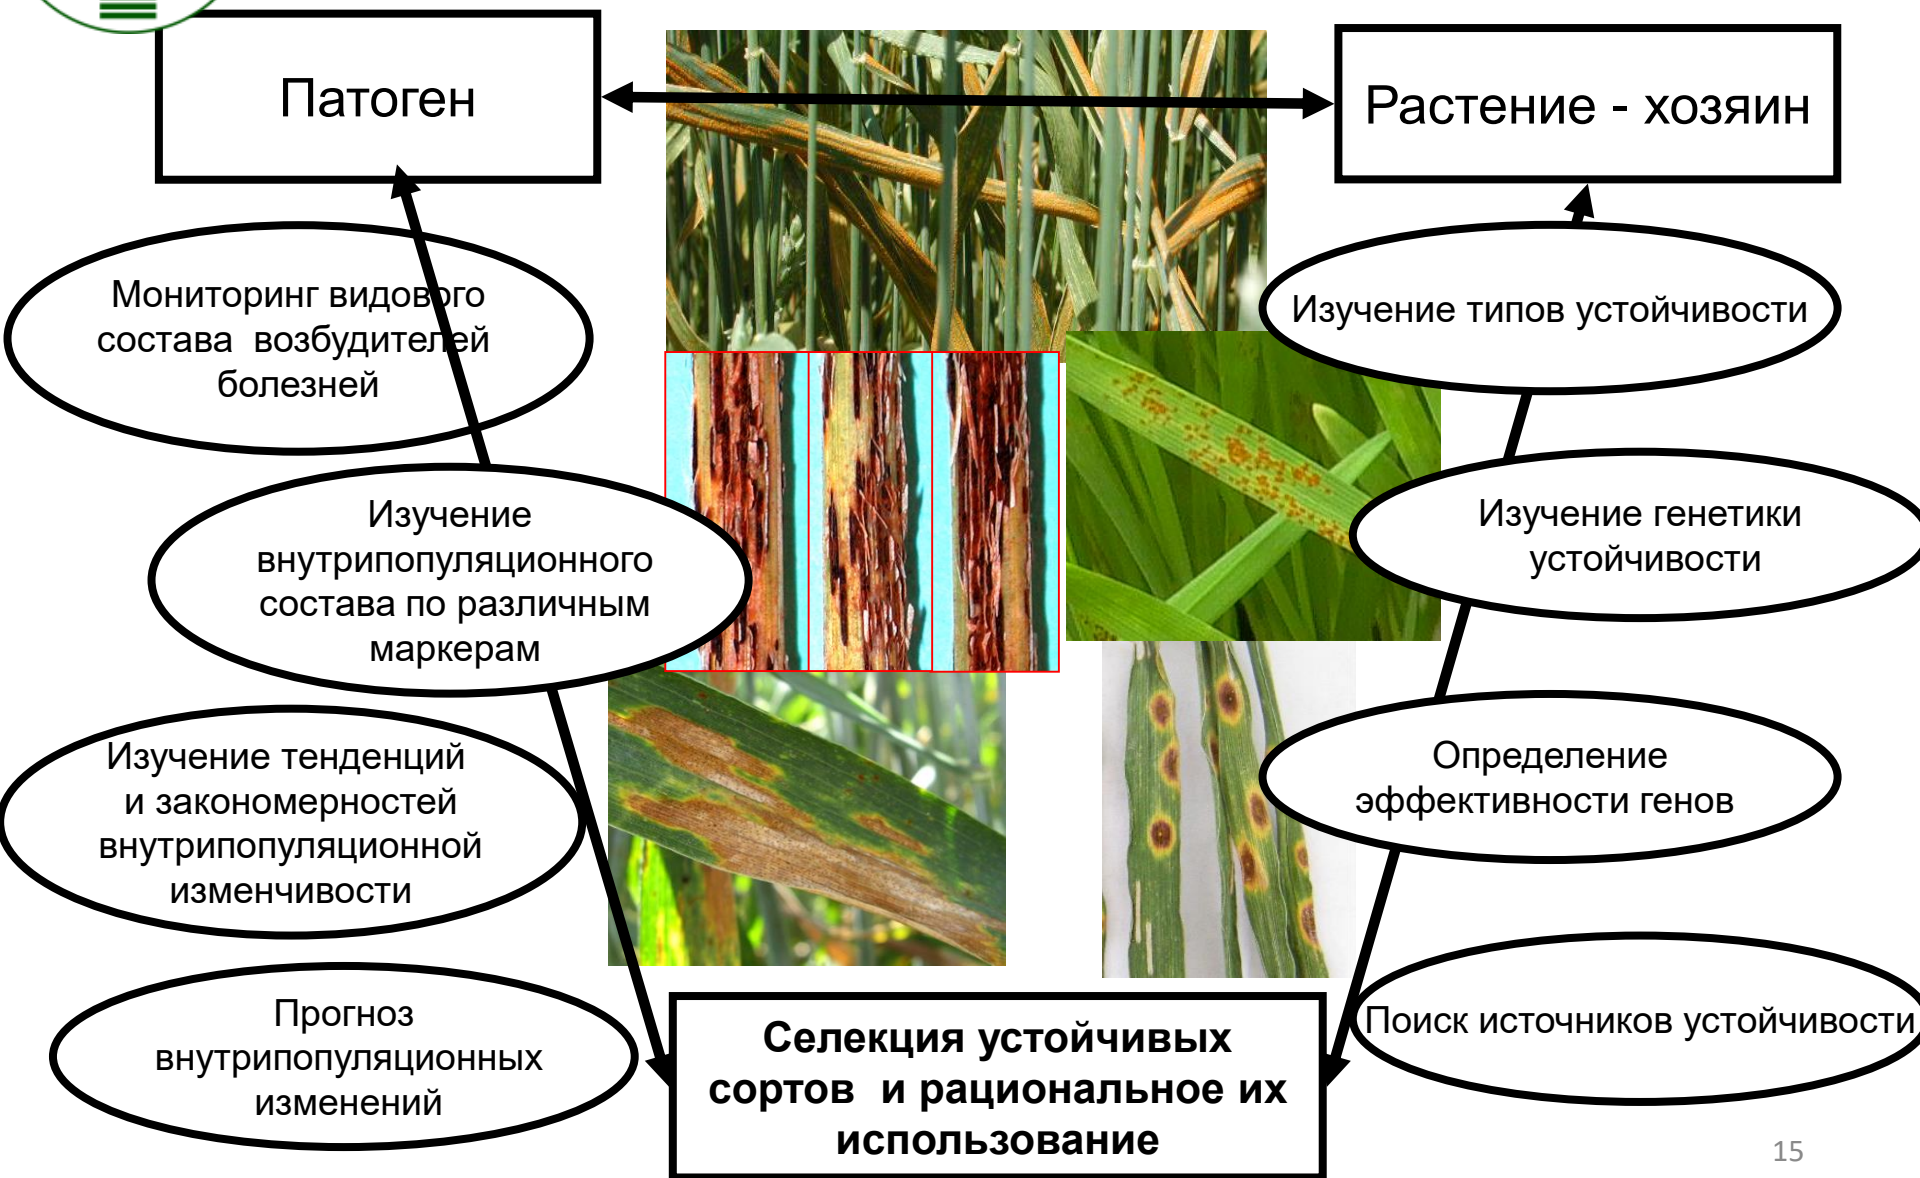 Патоген
Растение - хозяин
Мониторинг видового
состава возбудителей
болезней
Изучение
внутрипопуляционного
состава по различным
маркерам
Изучение тенденций
и закономерностей
внутрипопуляционной
изменчивости
Прогноз
внутрипопуляционных
изменений
Изучение типов устойчивости
Изучение генетики
устойчивости
Определение
эффективности генов
Поиск источников устойчивости
Селекция устойчивых
сортов и рациональное их
использование
15